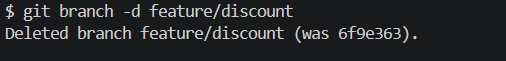 $ git branch -d feature/discount
Deleted branch feature/discount (was 6f9e363).